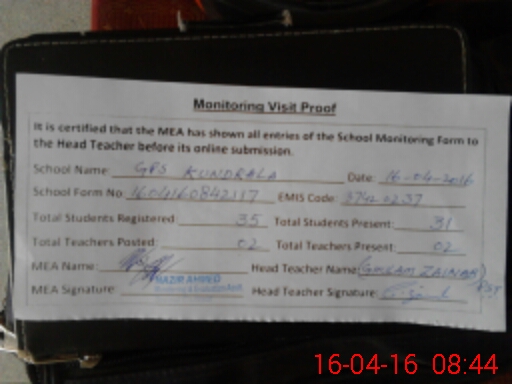 Monitoring Visit Proof
It is certified that the MEA has shown all entries of the School Monitoring Form to
the Head Teacher before its online submission.
School Name: GPS KUNDRALA Date: 16-04-2016
School Form No: EMIS Code:
Total Students Registered: 35 Total Students Present: 31
Total Teachers Posted: 02 Total Teachers Present: 02
MEA Name: Head Teacher Name: GHULAM ZAINAB
MEA Signature: NAZIR AHMED Head Teacher Signature:
16-04-16 08:44